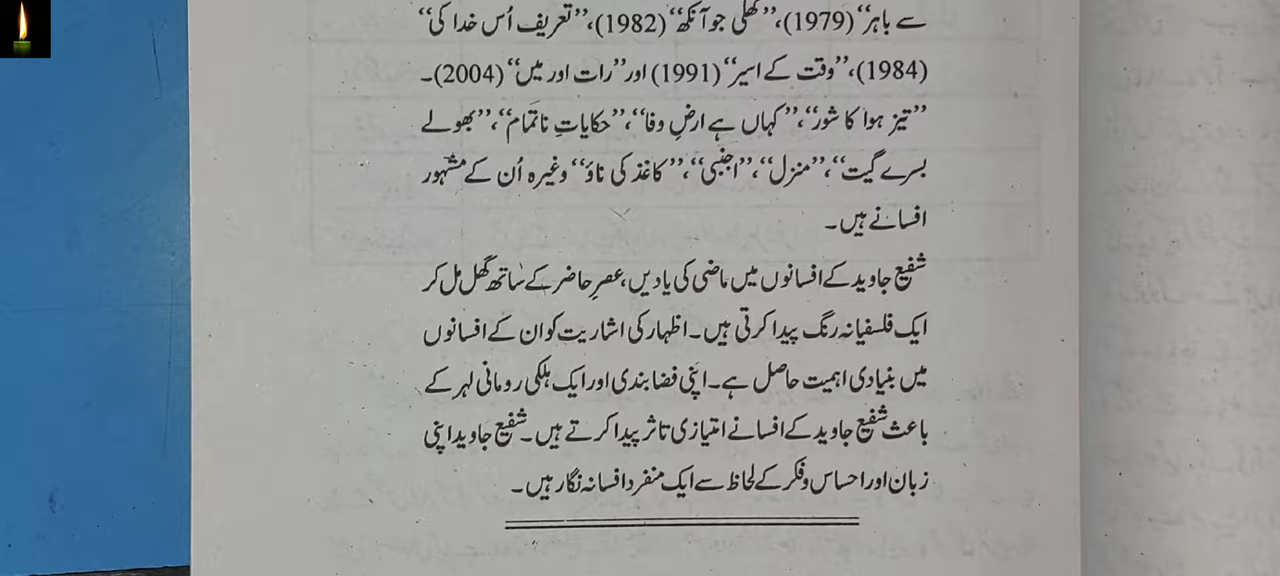 سے باہر‘‘ (1979)، ’’کھلی جو آنکھ‘‘ (1982)، ’’تعریف اُس خدا کی‘‘
(1984)، ’’وقت کے اسیر‘‘ (1991) اور ’’رات اور میں‘‘ (2004)۔
’’تیز ہوا کا شور‘‘، ’’کہاں ہے ارضِ وفا‘‘، ’’حکایاتِ ناتمام‘‘، ’’بھولے
بسرے گیت‘‘، ’’منزل‘‘، ’’اجنبی‘‘، ’’کاغذ کی ناؤ‘‘ وغیرہ اُن کے مشہور
افسانے ہیں۔
شفیع جاوید کے افسانوں میں ماضی کی یادیں، عصرِ حاضر کے ساتھ گھل مل کر
ایک فلسفیانہ رنگ پیدا کرتی ہیں۔ اظہار کی اشاریت کو ان کے افسانوں
میں بنیادی اہمیت حاصل ہے۔ اپنی فضا بندی اور ایک ہلکی رومانی لہر کے
باعث شفیع جاوید کے افسانے امتیازی تاثر پیدا کرتے ہیں۔ شفیع جاوید اپنی
زبان اور احساس و فکر کے لحاظ سے ایک منفرد افسانہ نگار ہیں۔